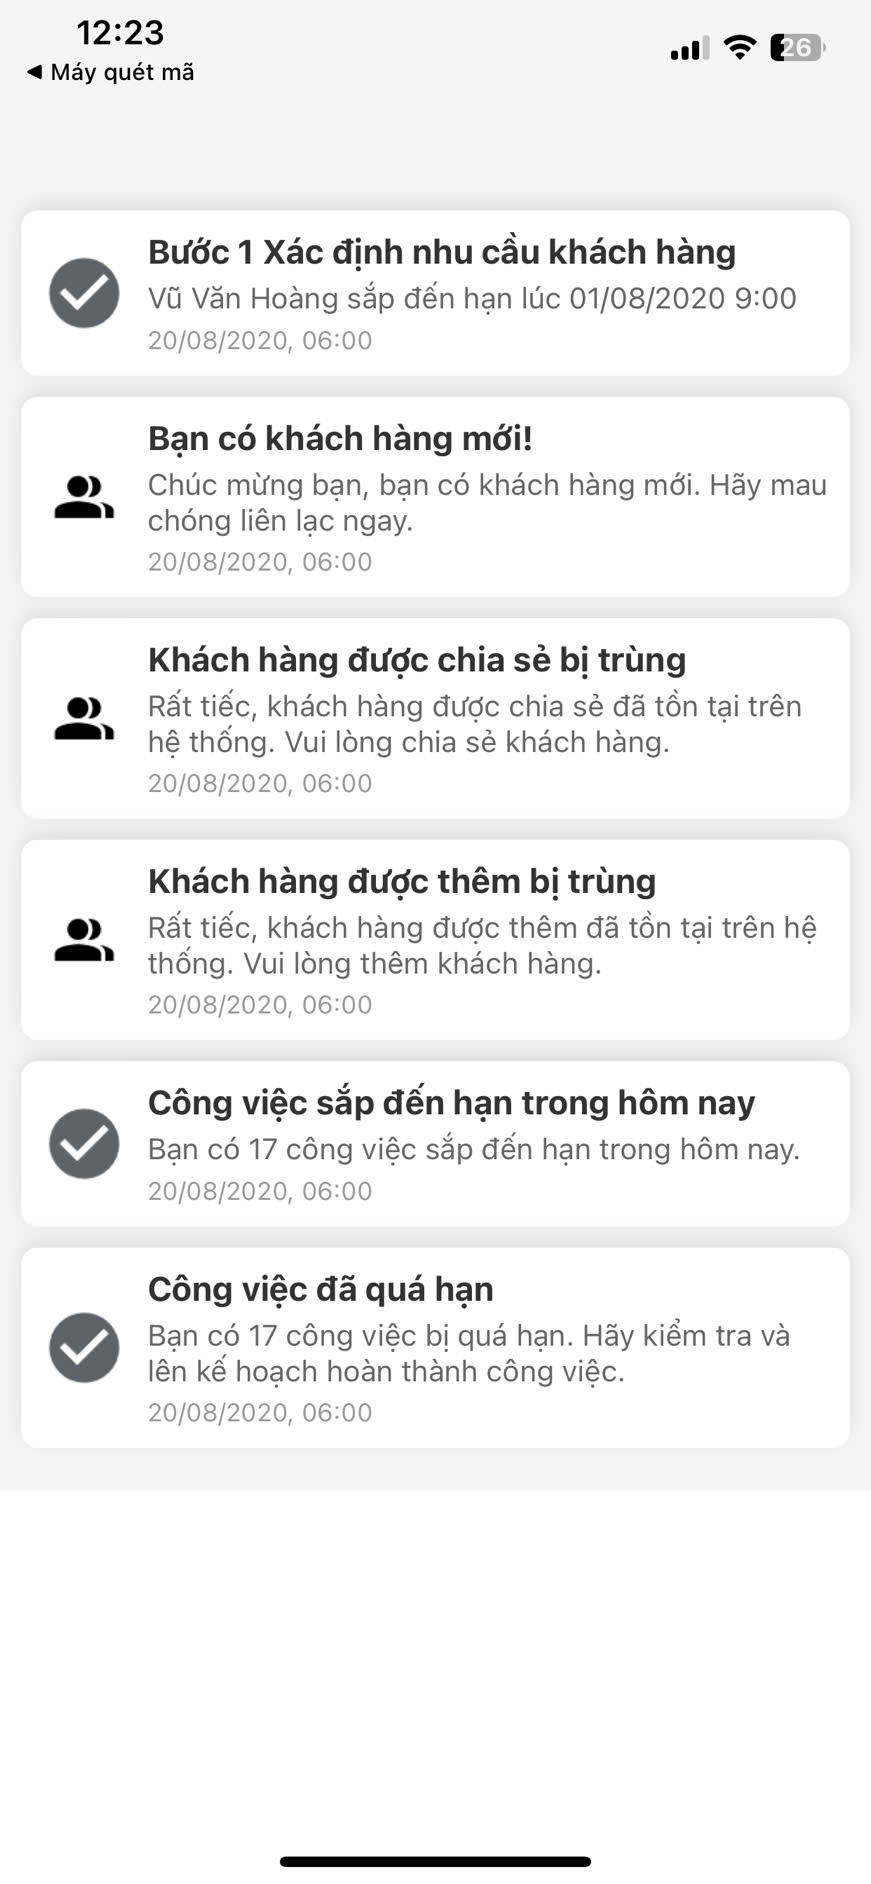 12:23
◀ Máy quét mã
26
Bước 1 Xác định nhu cầu khách hàng
Vũ Văn Hoàng sắp đến hạn lúc 01/08/2020 9:00
20/08/2020, 06:00
Bạn có khách hàng mới!
Chúc mừng bạn, bạn có khách hàng mới. Hãy mau
chóng liên lạc ngay.
20/08/2020, 06:00
Khách hàng được chia sẻ bị trùng
Rất tiếc, khách hàng được chia sẻ đã tồn tại trên
hệ thống. Vui lòng chia sẻ khách hàng.
20/08/2020, 06:00
Khách hàng được thêm bị trùng
Rất tiếc, khách hàng được thêm đã tồn tại trên hệ
thống. Vui lòng thêm khách hàng.
20/08/2020, 06:00
Công việc sắp đến hạn trong hôm nay
Bạn có 17 công việc sắp đến hạn trong hôm nay.
20/08/2020, 06:00
Công việc đã quá hạn
Bạn có 17 công việc bị quá hạn. Hãy kiểm tra và
lên kế hoạch hoàn thành công việc.
20/08/2020, 06:00